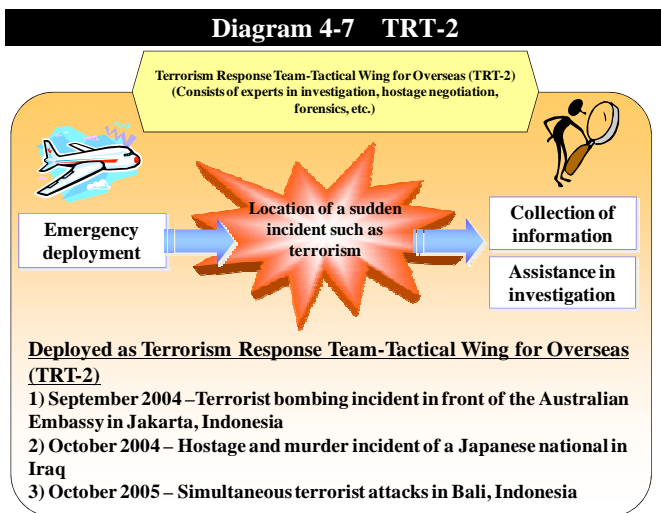 Diagram 4-7 TRT-2
Terrorism Response Team-Tactical Wing for Overseas (TRT-2)
(Consists of experts in investigation, hostage negotiation,
forensics, etc.)
Emergency
deployment
Location of a sudden
incident such as
terrorism
Collection of
information
Assistance in
investigation
Deployed as Terrorism Response Team-Tactical Wing for Overseas
(TRT-2)
1) September 2004 –Terrorist bombing incident in front of the Australian
Embassy in Jakarta, Indonesia
2) October 2004 – Hostage and murder incident of a Japanese national in
Iraq
3) October 2005 – Simultaneous terrorist attacks in Bali, Indonesia